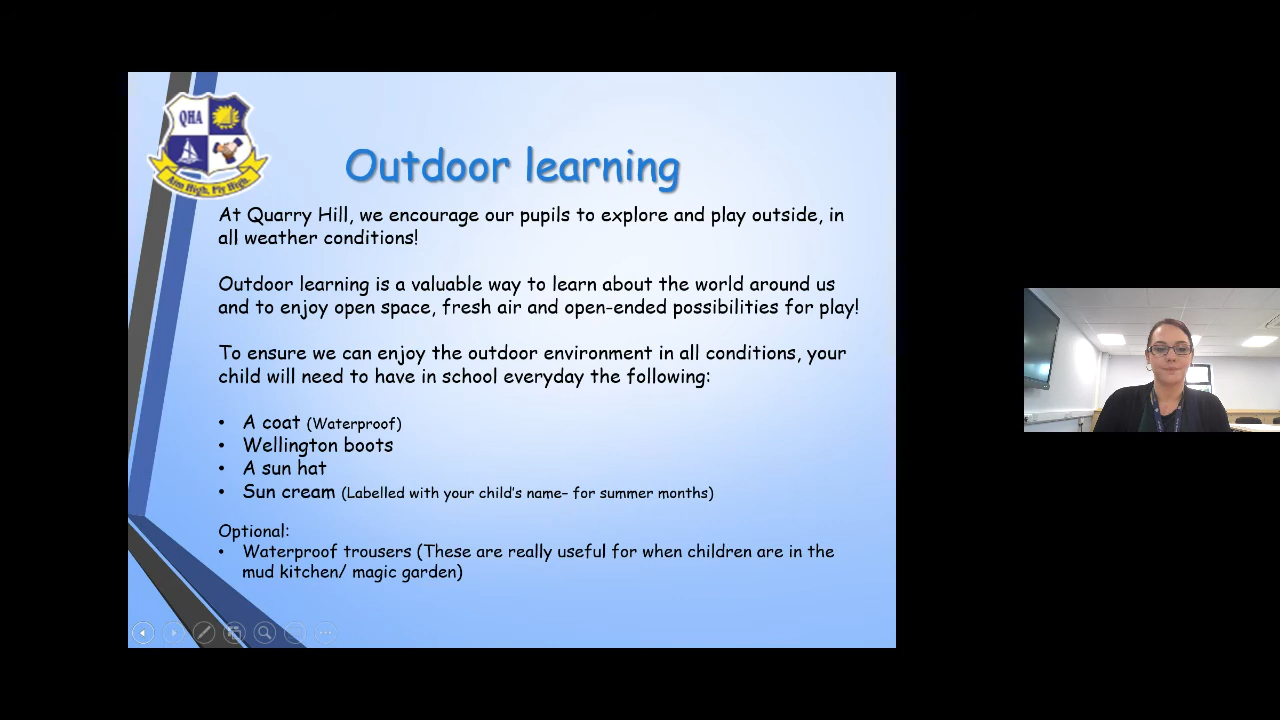 QHA
Aim High, Fly High.
Outdoor learning
At Quarry Hill, we encourage our pupils to explore and play outside, in
all weather conditions!
Outdoor learning is a valuable way to learn about the world around us
and to enjoy open space, fresh air and open-ended possibilities for play!
To ensure we can enjoy the outdoor environment in all conditions, your
child will need to have in school everyday the following:
• A coat (Waterproof)
• Wellington boots
• A sun hat
• Sun cream (Labelled with your child's name– for summer months)
Optional:
• Waterproof trousers (These are really useful for when children are in the
mud kitchen/ magic garden)